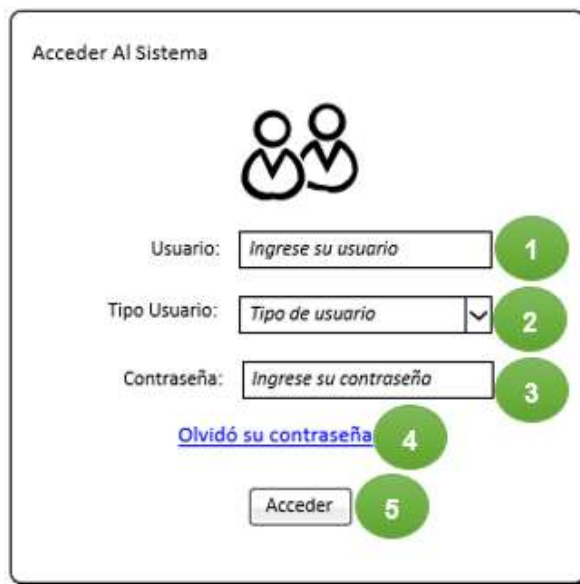 Acceder Al Sistema
Usuario: Ingrese su usuario 1
Tipo Usuario: Tipo de usuario 2
Contraseña: Ingrese su contraseña 3
Olvidó su contraseña 4
Acceder 5